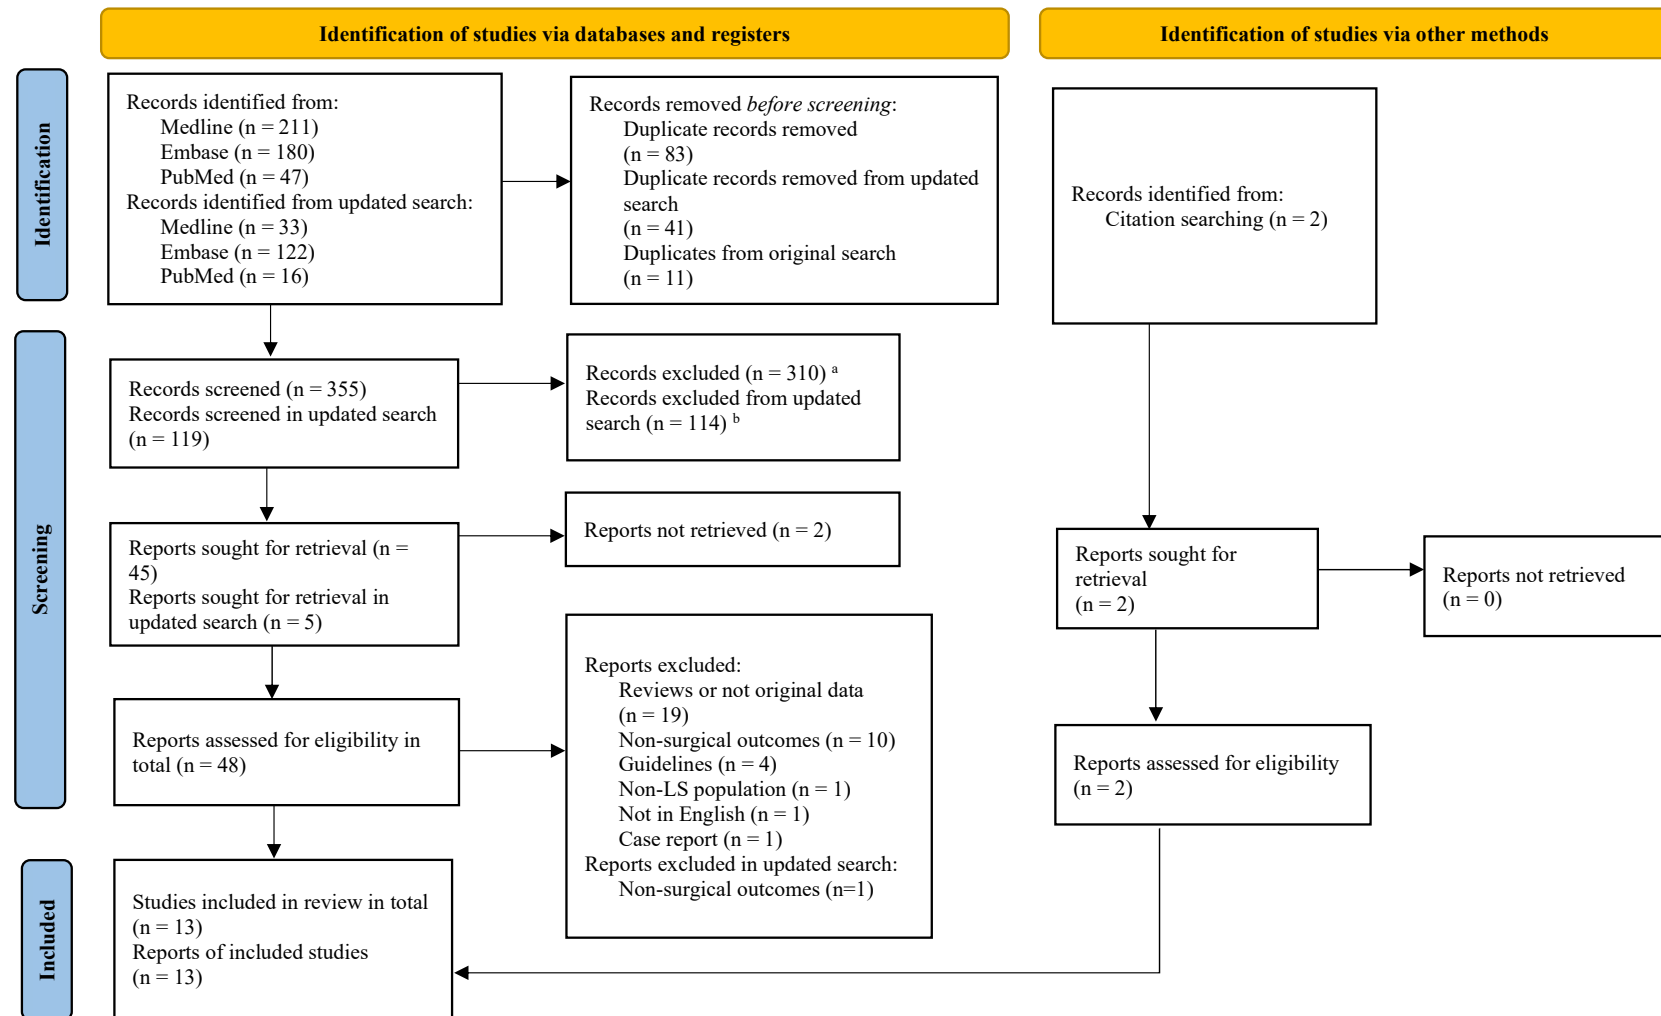 Identification of studies via databases and registers
Identification of studies via other methods
Identification
Records identified from:
Medline (n = 211)
Embase (n = 180)
PubMed (n = 47)
Records identified from updated search:
Medline (n = 33)
Embase (n = 122)
PubMed (n = 16)
Records removed before screening:
Duplicate records removed
(n = 83)
Duplicate records removed from updated
search
(n = 41)
Duplicates from original search
(n = 11)
Records identified from:
Citation searching (n = 2)
Screening
Records screened (n = 355)
Records screened in updated search
(n = 119)
Records excluded (n = 310) a
Records excluded from updated
search (n = 114) b
Reports sought for retrieval (n =
45)
Reports sought for retrieval in
updated search (n = 5)
Reports not retrieved (n = 2)
Reports sought for
retrieval
(n = 2)
Reports not retrieved
(n = 0)
Reports assessed for eligibility in
total (n = 48)
Reports excluded:
Reviews or not original data
(n = 19)
Non-surgical outcomes (n = 10)
Guidelines (n = 4)
Non-LS population (n = 1)
Not in English (n = 1)
Case report (n = 1)
Reports excluded in updated search:
Non-surgical outcomes (n=1)
Reports assessed for eligibility
(n = 2)
Included
Studies included in review in total
(n = 13)
Reports of included studies
(n = 13)